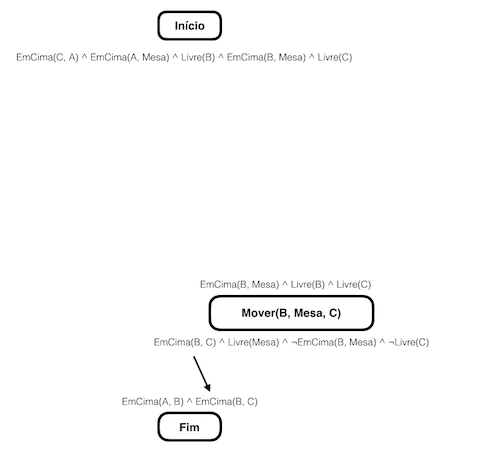 Início
EmCima(C, A) ^ EmCima(A, Mesa) ^ Livre(B) ^ EmCima(B, Mesa) ^ Livre(C)
EmCima(B, Mesa) ^ Livre(B) ^ Livre(C)
Mover(B, Mesa, C)
EmCima(B, C) ^ Livre(Mesa) ^ ¬EmCima(B, Mesa) ^ ¬Livre(C)
EmCima(A, B) ^ EmCima(B, C)
Fim